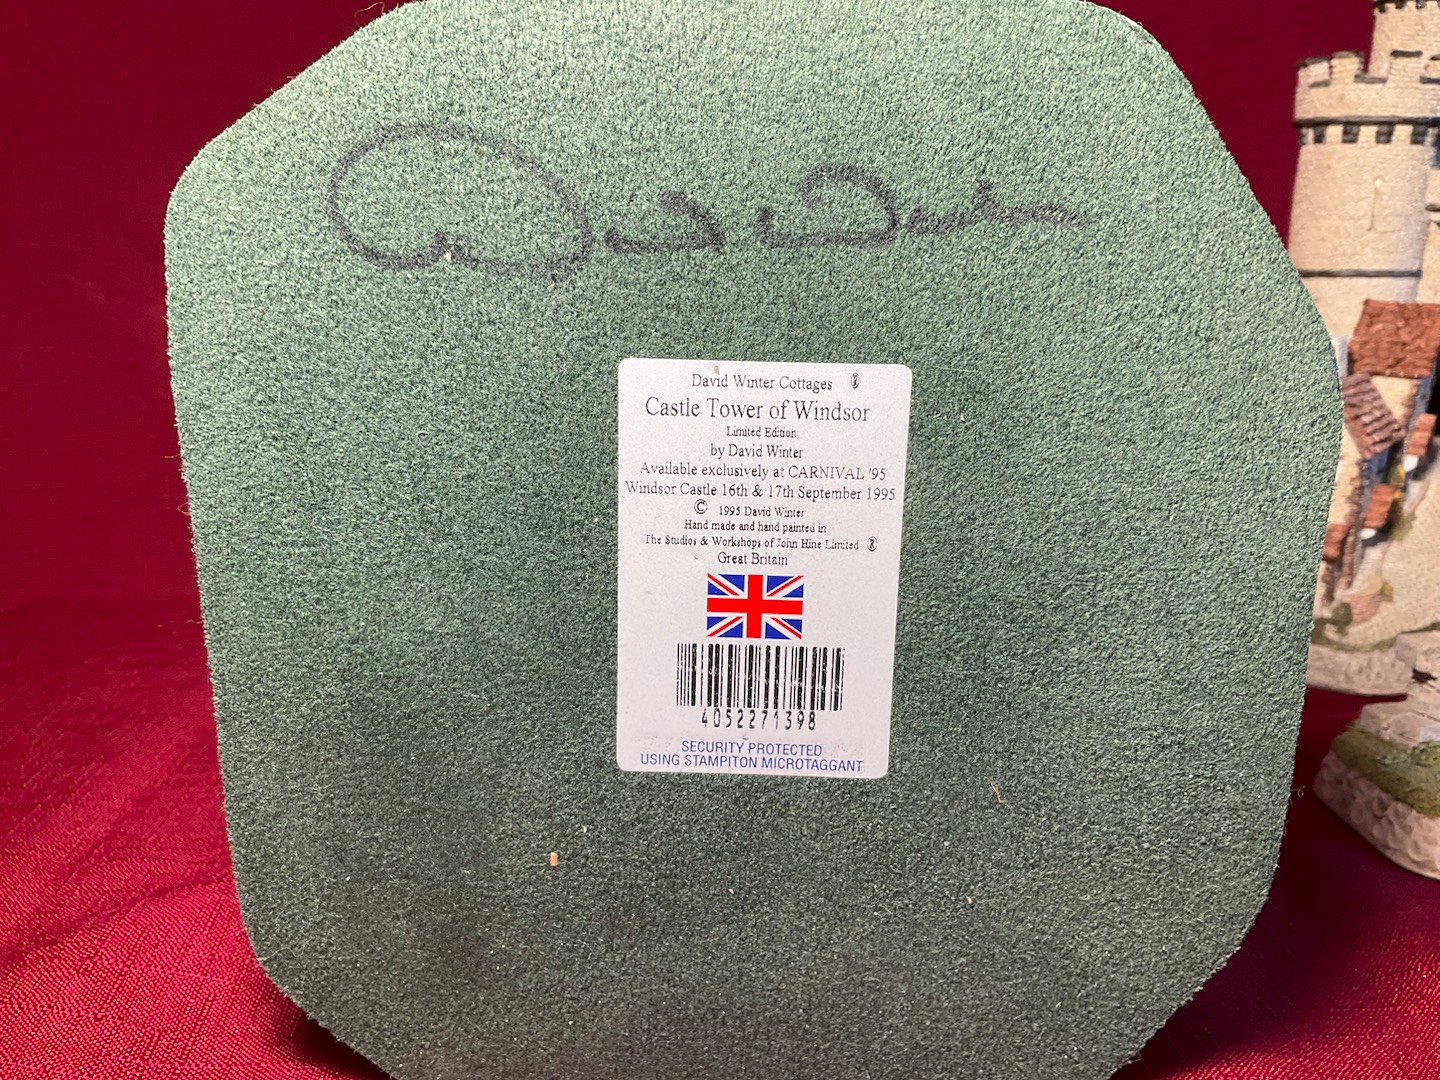 David Winter
David Winter Cottages ®
Castle Tower of Windsor
Limited Edition
by David Winter
Available exclusively at CARNIVAL '95
Windsor Castle 16th & 17th September 1995
© 1995 David Winter
Hand made and hand painted in
The Studios & Workshops of John Hine Limited ®
Great Britain
4052271398
SECURITY PROTECTED
USING STAMPITON MICROTAGGANT